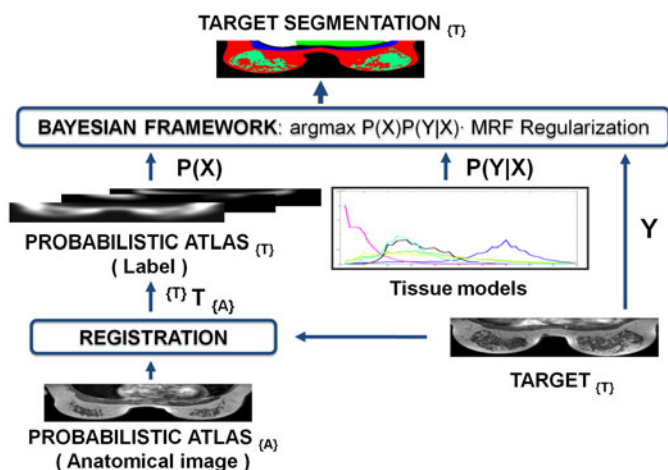 TARGET SEGMENTATION {T}
BAYESIAN FRAMEWORK: argmax P(X)P(Y|X)· MRF Regularization
P(X)
P(Y|X)
Y
PROBABILISTIC ATLAS {T}
( Label )
Tissue models
{T} T {A}
REGISTRATION
TARGET {T}
PROBABILISTIC ATLAS {A}
( Anatomical image )